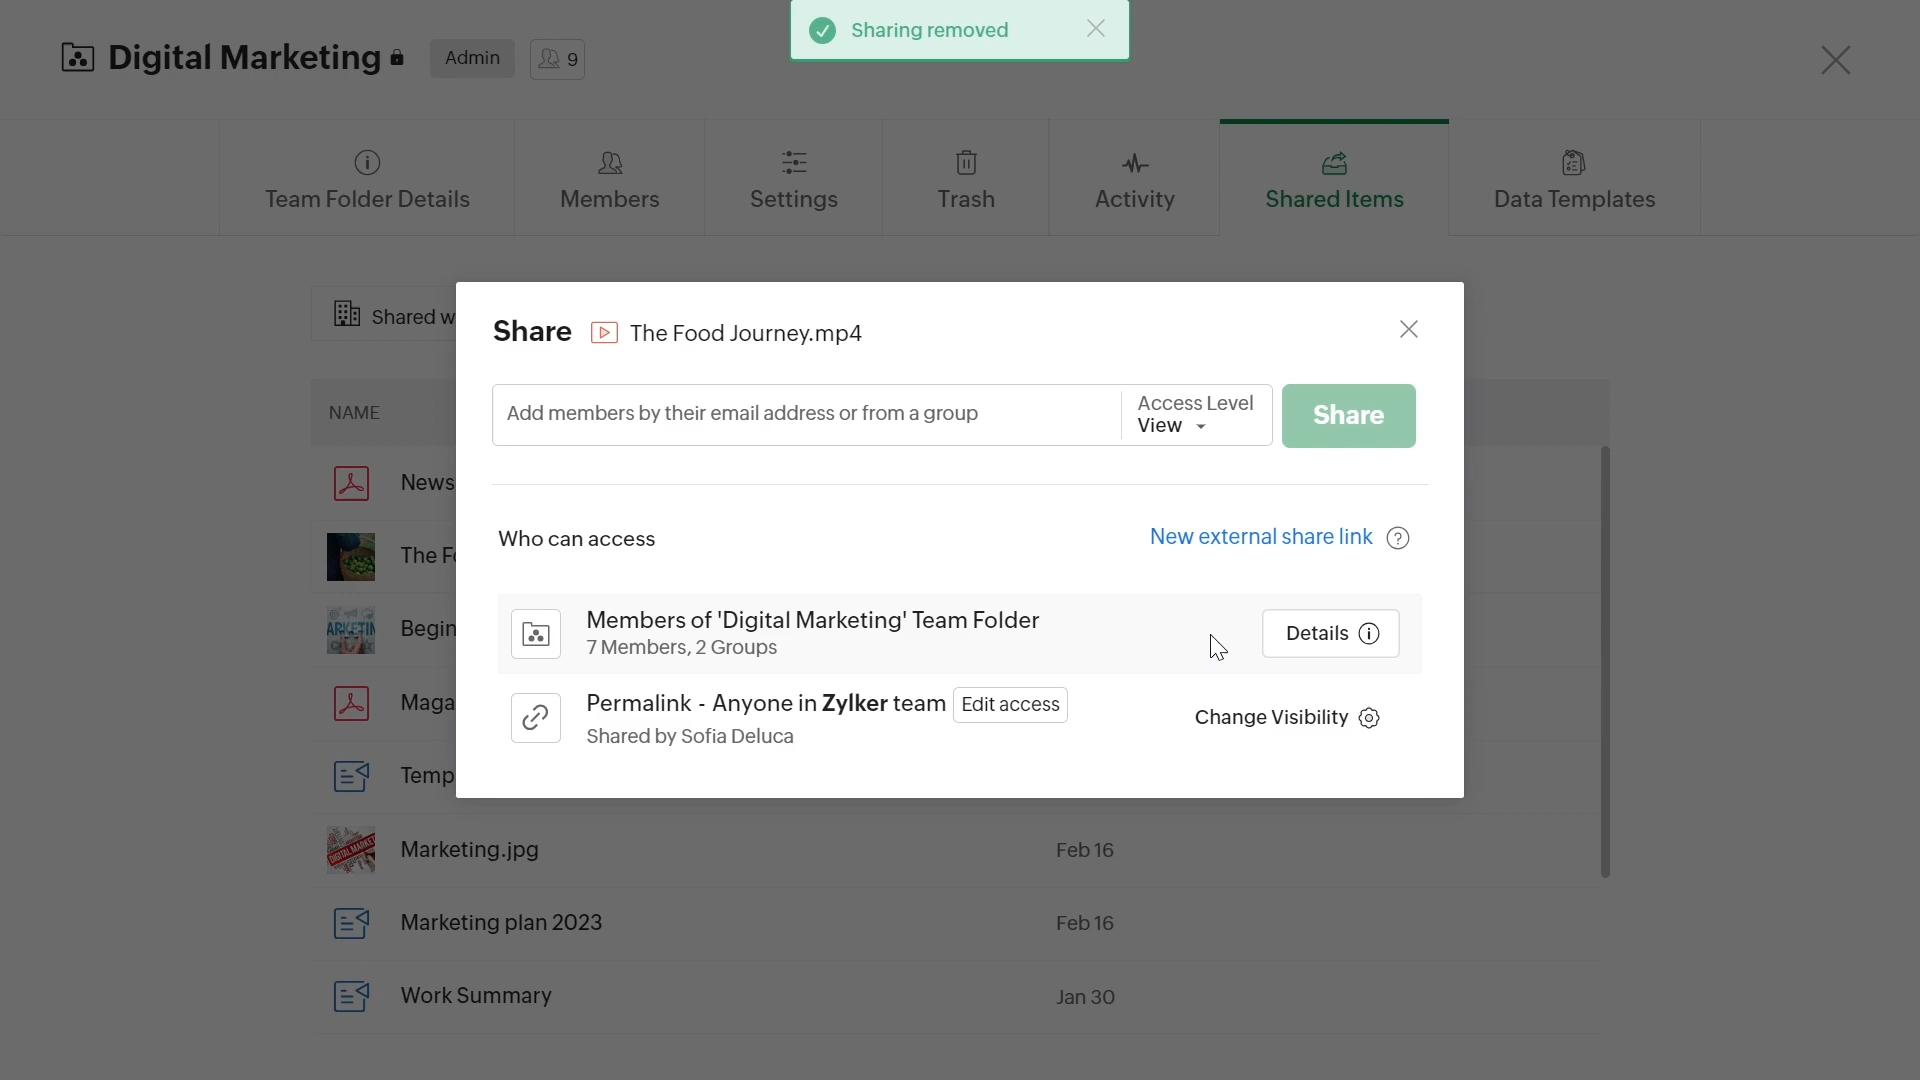 Sharing removed
Digital Marketing Admin 9
Team Folder Details
Members
Settings
Trash
Activity
Shared Items
Data Templates
Shared w
Share The Food Journey.mp4
Add members by their email address or from a group
Access Level
View
Share
NAME
Who can access
New external share link ?
Members of 'Digital Marketing' Team Folder
7 Members, 2 Groups
Details
Permalink - Anyone in Zylker team Edit access
Shared by Sofia Deluca
Change Visibility
News
The Fo
Begin
Maga
Temp
Marketing.jpg Feb 16
Marketing plan 2023 Feb 16
Work Summary Jan 30